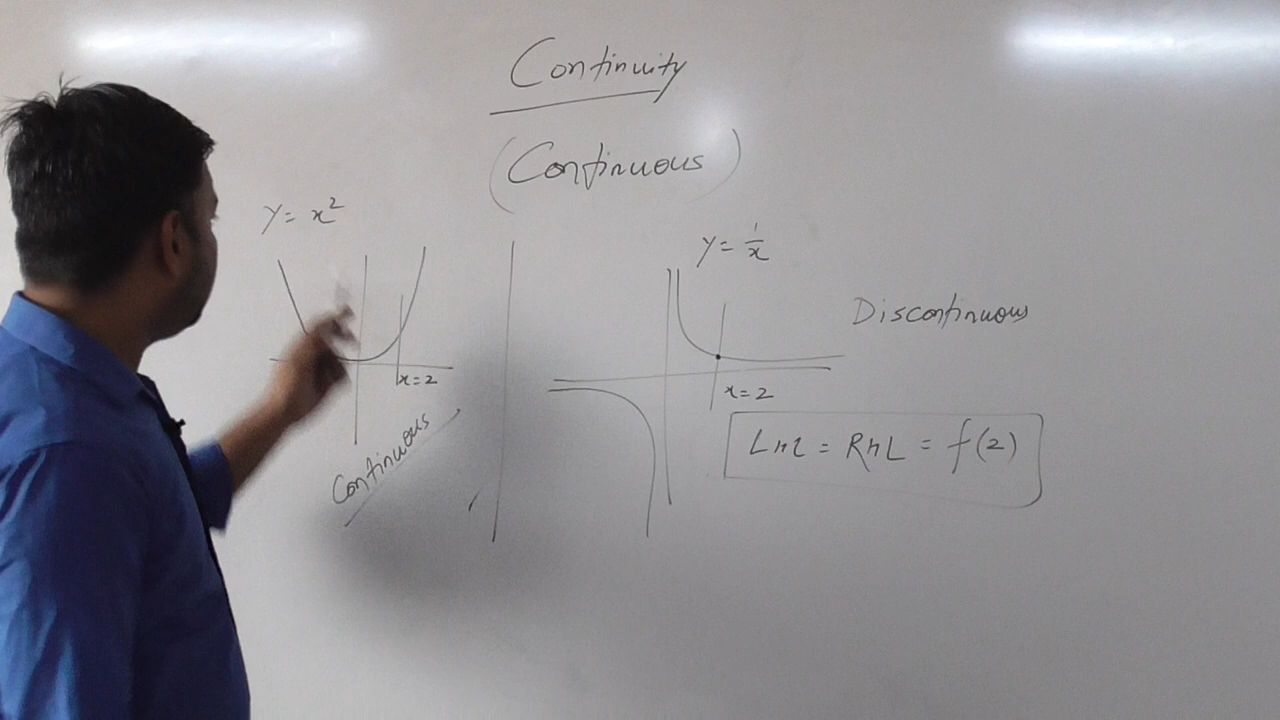 Continuity
(Continuous)
y = x²
x = 2
Continuous
y = 1/x
Discontinuous
x = 2
LHL = RHL = f(2)